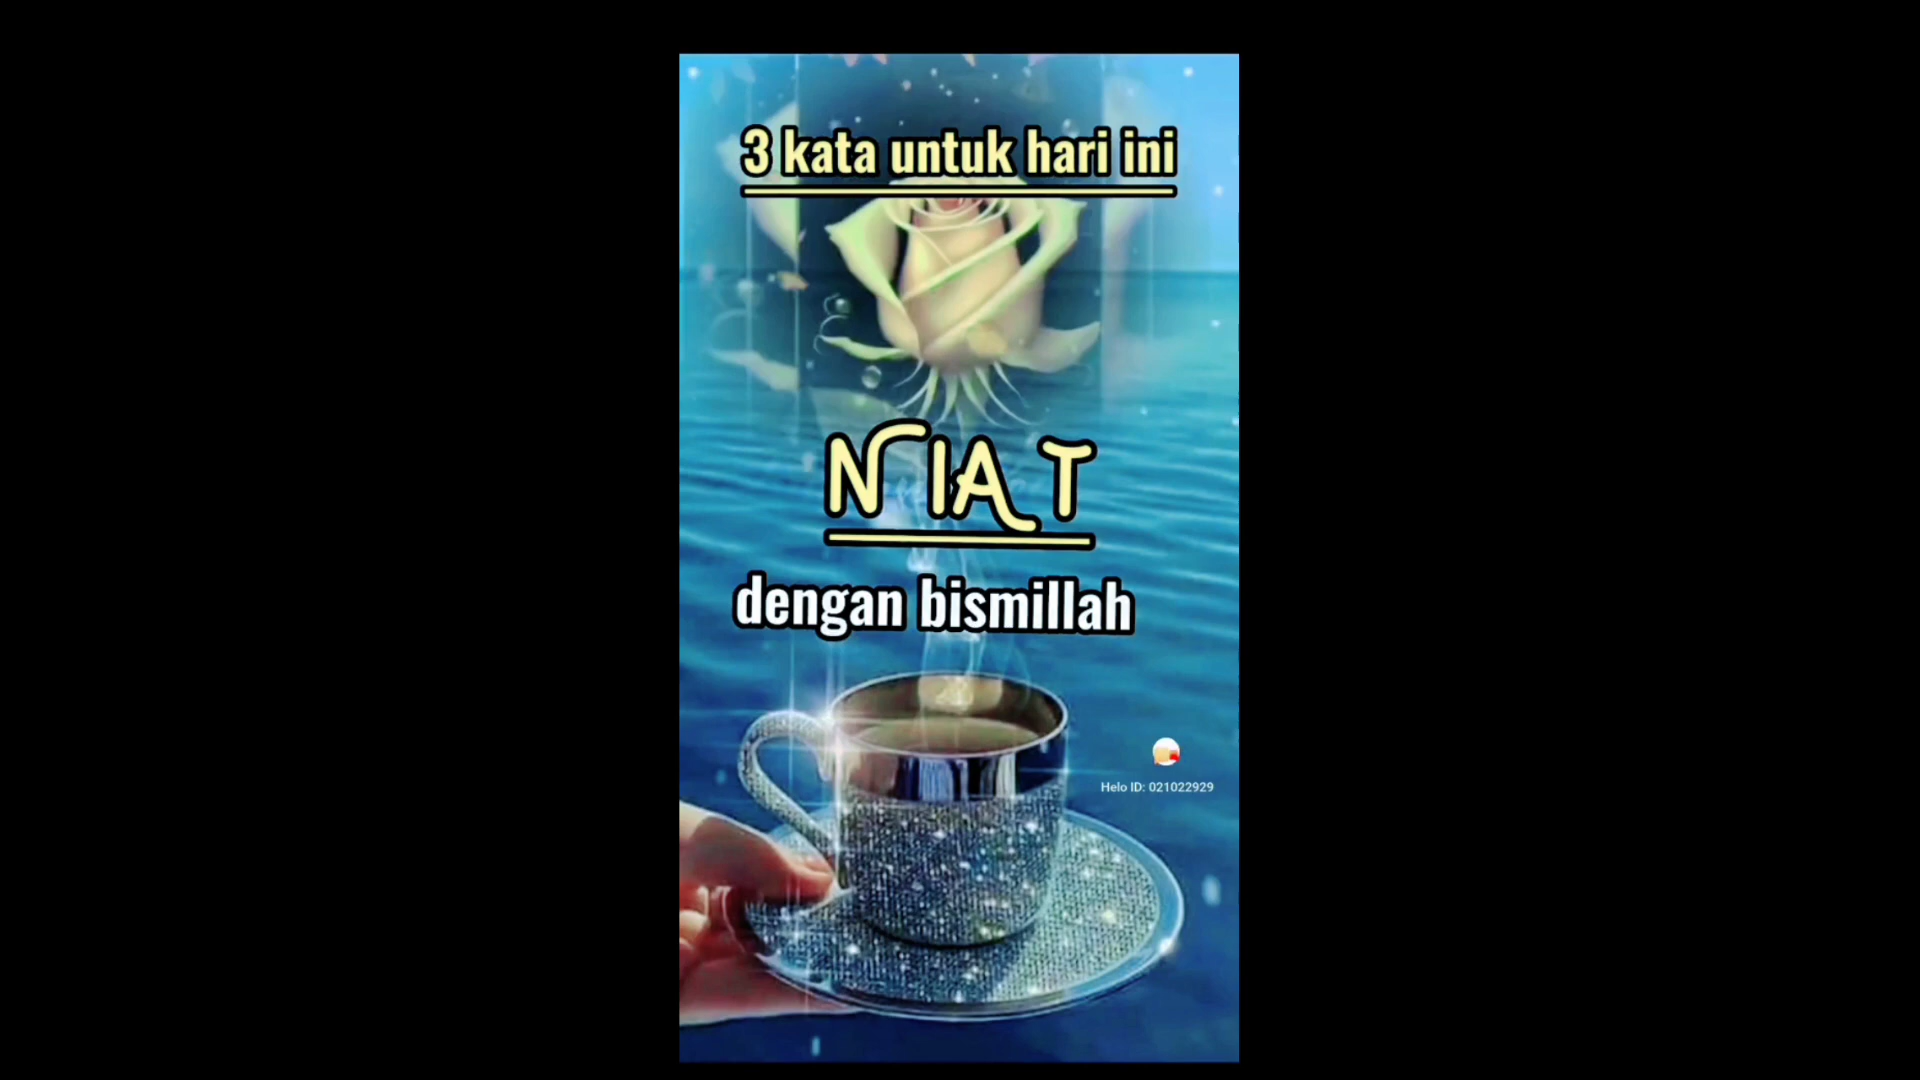 3 kata untuk hari ini
NIAT
dengan bismillah
Helo ID: 021022929